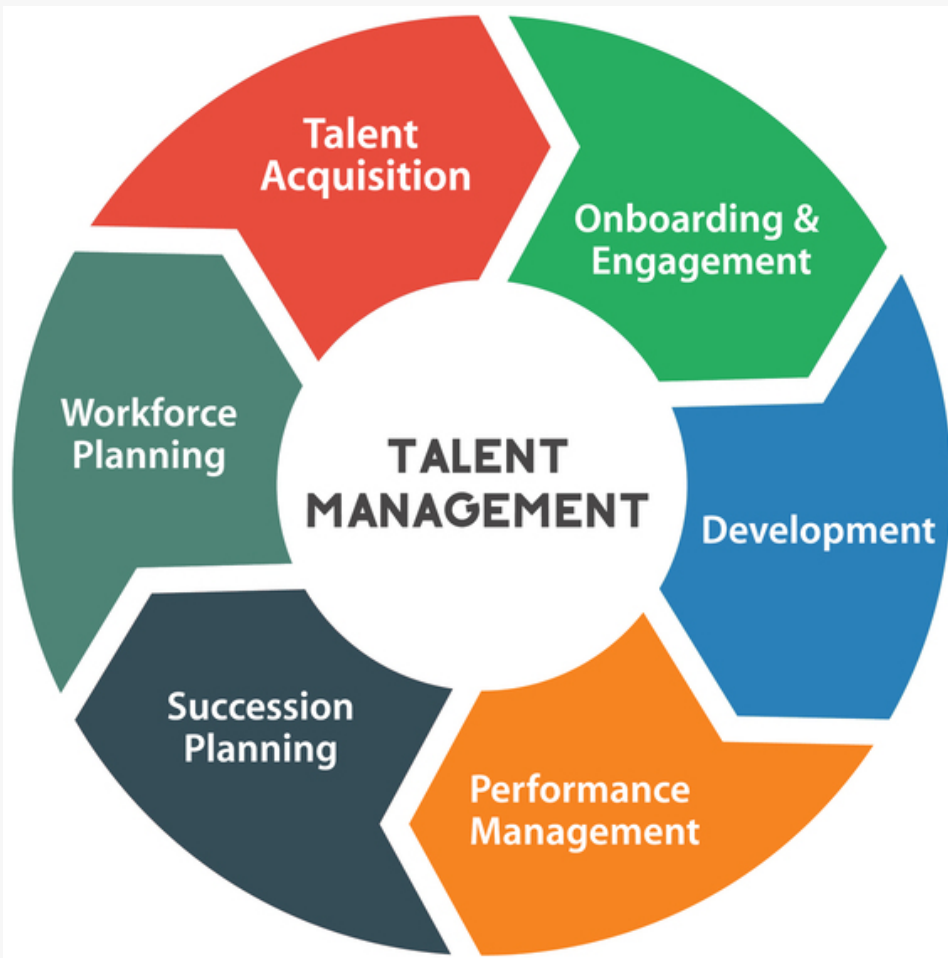 Talent
Acquisition
Onboarding &
Engagement
Development
Performance
Management
Succession
Planning
Workforce
Planning
TALENT
MANAGEMENT